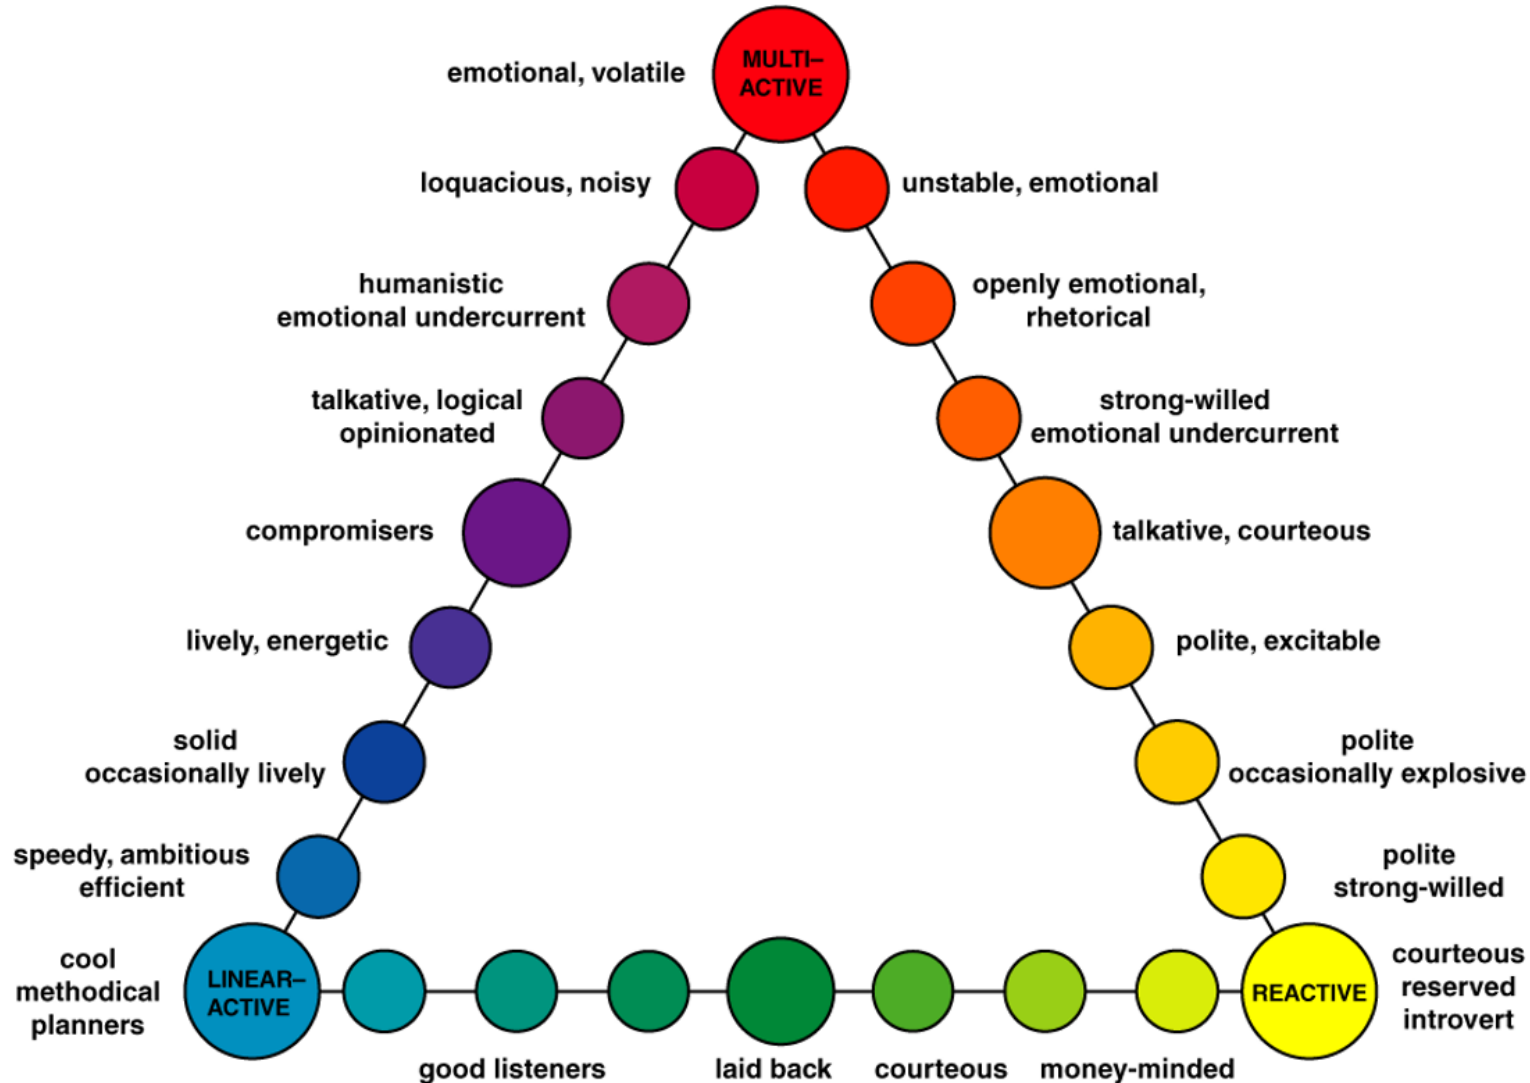 MULTI–
ACTIVE
emotional, volatile
loquacious, noisy
unstable, emotional
humanistic
emotional undercurrent
openly emotional,
rhetorical
talkative, logical
opinionated
strong-willed
emotional undercurrent
compromisers
talkative, courteous
lively, energetic
polite, excitable
solid
occasionally lively
polite
occasionally explosive
speedy, ambitious
efficient
polite
strong-willed
cool
methodical
planners
LINEAR–
ACTIVE
REACTIVE
courteous
reserved
introvert
good listeners
laid back
courteous
money-minded